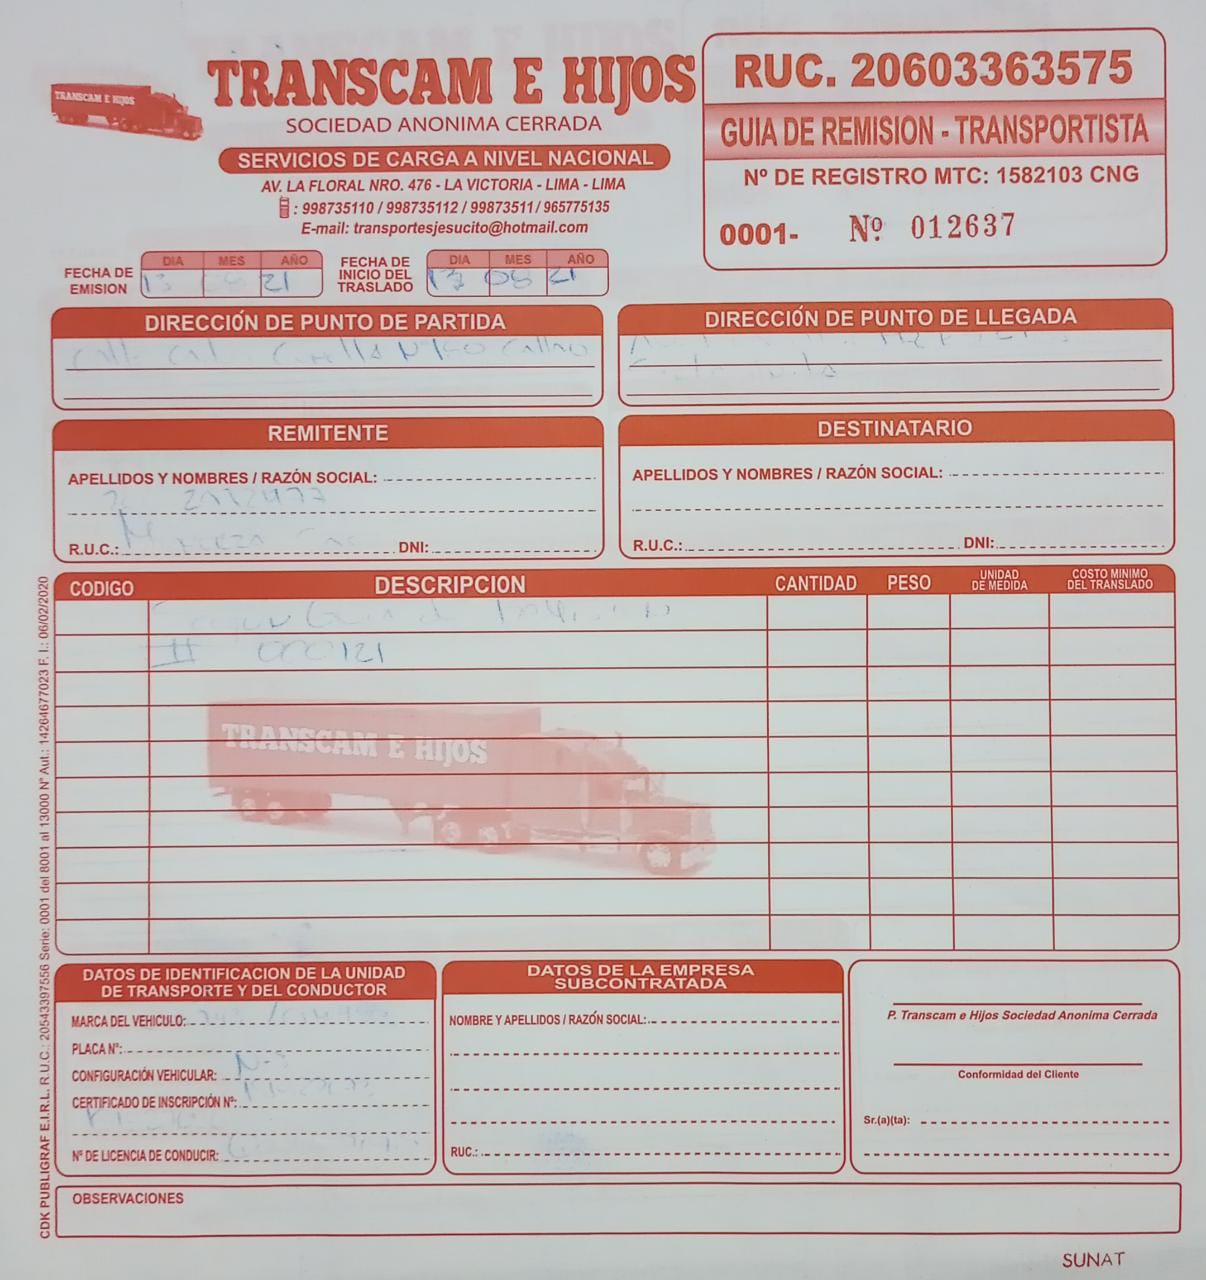 TRANSCAM E HIJOS
TRANSCAM E HIJOS
SOCIEDAD ANONIMA CERRADA
SERVICIOS DE CARGA A NIVEL NACIONAL
AV. LA FLORAL NRO. 476 - LA VICTORIA - LIMA - LIMA
: 998735110 / 998735112 / 99873511/ 965775135
E-mail: transportesjesucito@hotmail.com
RUC. 20603363575
GUIA DE REMISION - TRANSPORTISTA
Nº DE REGISTRO MTC: 1582103 CNG
0001- Nº 012637
FECHA DE EMISION
DIA MES AÑO
13 08 21
FECHA DE INICIO DEL TRASLADO
DIA MES AÑO
13 08 21
DIRECCIÓN DE PUNTO DE PARTIDA
Calle
DIRECCIÓN DE PUNTO DE LLEGADA
REMITENTE
APELLIDOS Y NOMBRES / RAZÓN SOCIAL:
R.U.C.: DNI:
DESTINATARIO
APELLIDOS Y NOMBRES / RAZÓN SOCIAL:
R.U.C.: DNI:
CODIGO DESCRIPCION CANTIDAD PESO UNIDAD DE MEDIDA COSTO MINIMO DEL TRANSLADO
000121
TRANSCAM E HIJOS
DATOS DE IDENTIFICACION DE LA UNIDAD
DE TRANSPORTE Y DEL CONDUCTOR
MARCA DEL VEHICULO:
PLACA Nº:
CONFIGURACIÓN VEHICULAR:
CERTIFICADO DE INSCRIPCIÓN Nº:
Nº DE LICENCIA DE CONDUCIR:
DATOS DE LA EMPRESA
SUBCONTRATADA
NOMBRE Y APELLIDOS / RAZÓN SOCIAL:
RUC.:
P. Transcam e Hijos Sociedad Anonima Cerrada
Conformidad del Cliente
Sr.(a)(ta):
OBSERVACIONES
SUNAT
CDK PUBLIGRAF E.I.R.L. R.U.C.: 20543397556 Serie: 0001 del 8001 al 13000 Nº Aut.: 14264677023 F. I.: 06/02/2020